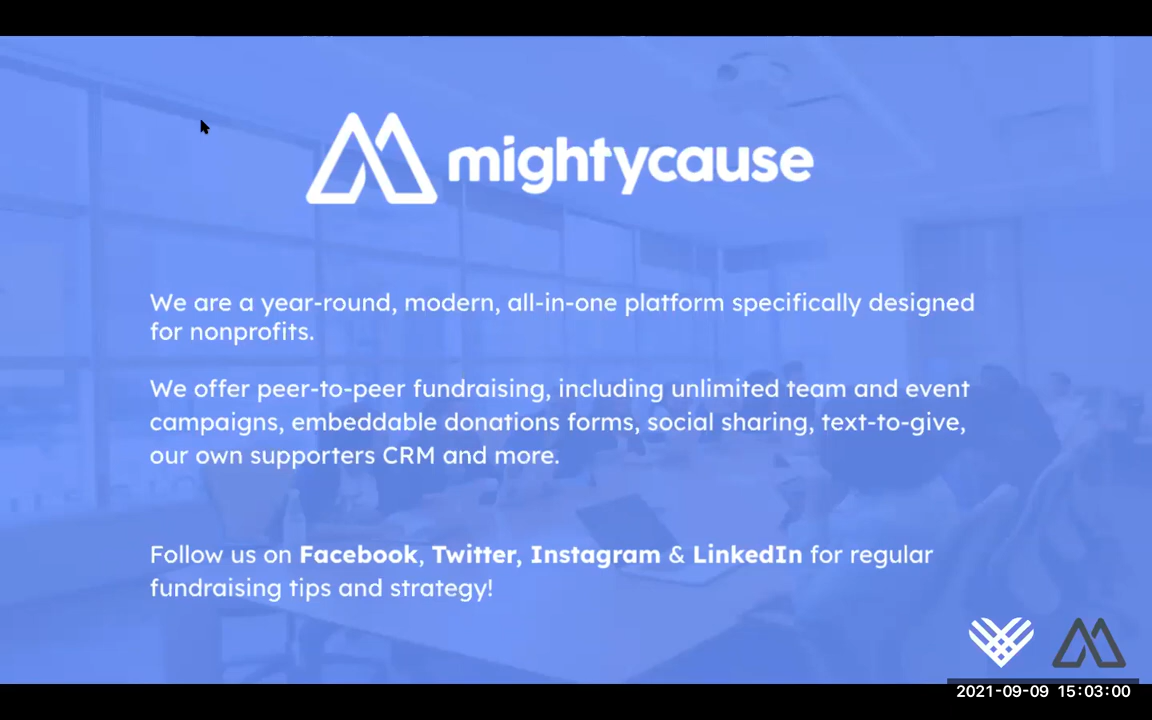 mightycause
We are a year-round, modern, all-in-one platform specifically designed
for nonprofits.
We offer peer-to-peer fundraising, including unlimited team and event
campaigns, embeddable donations forms, social sharing, text-to-give,
our own supporters CRM and more.
Follow us on Facebook, Twitter, Instagram & LinkedIn for regular
fundraising tips and strategy!
2021-09-09 15:03:00